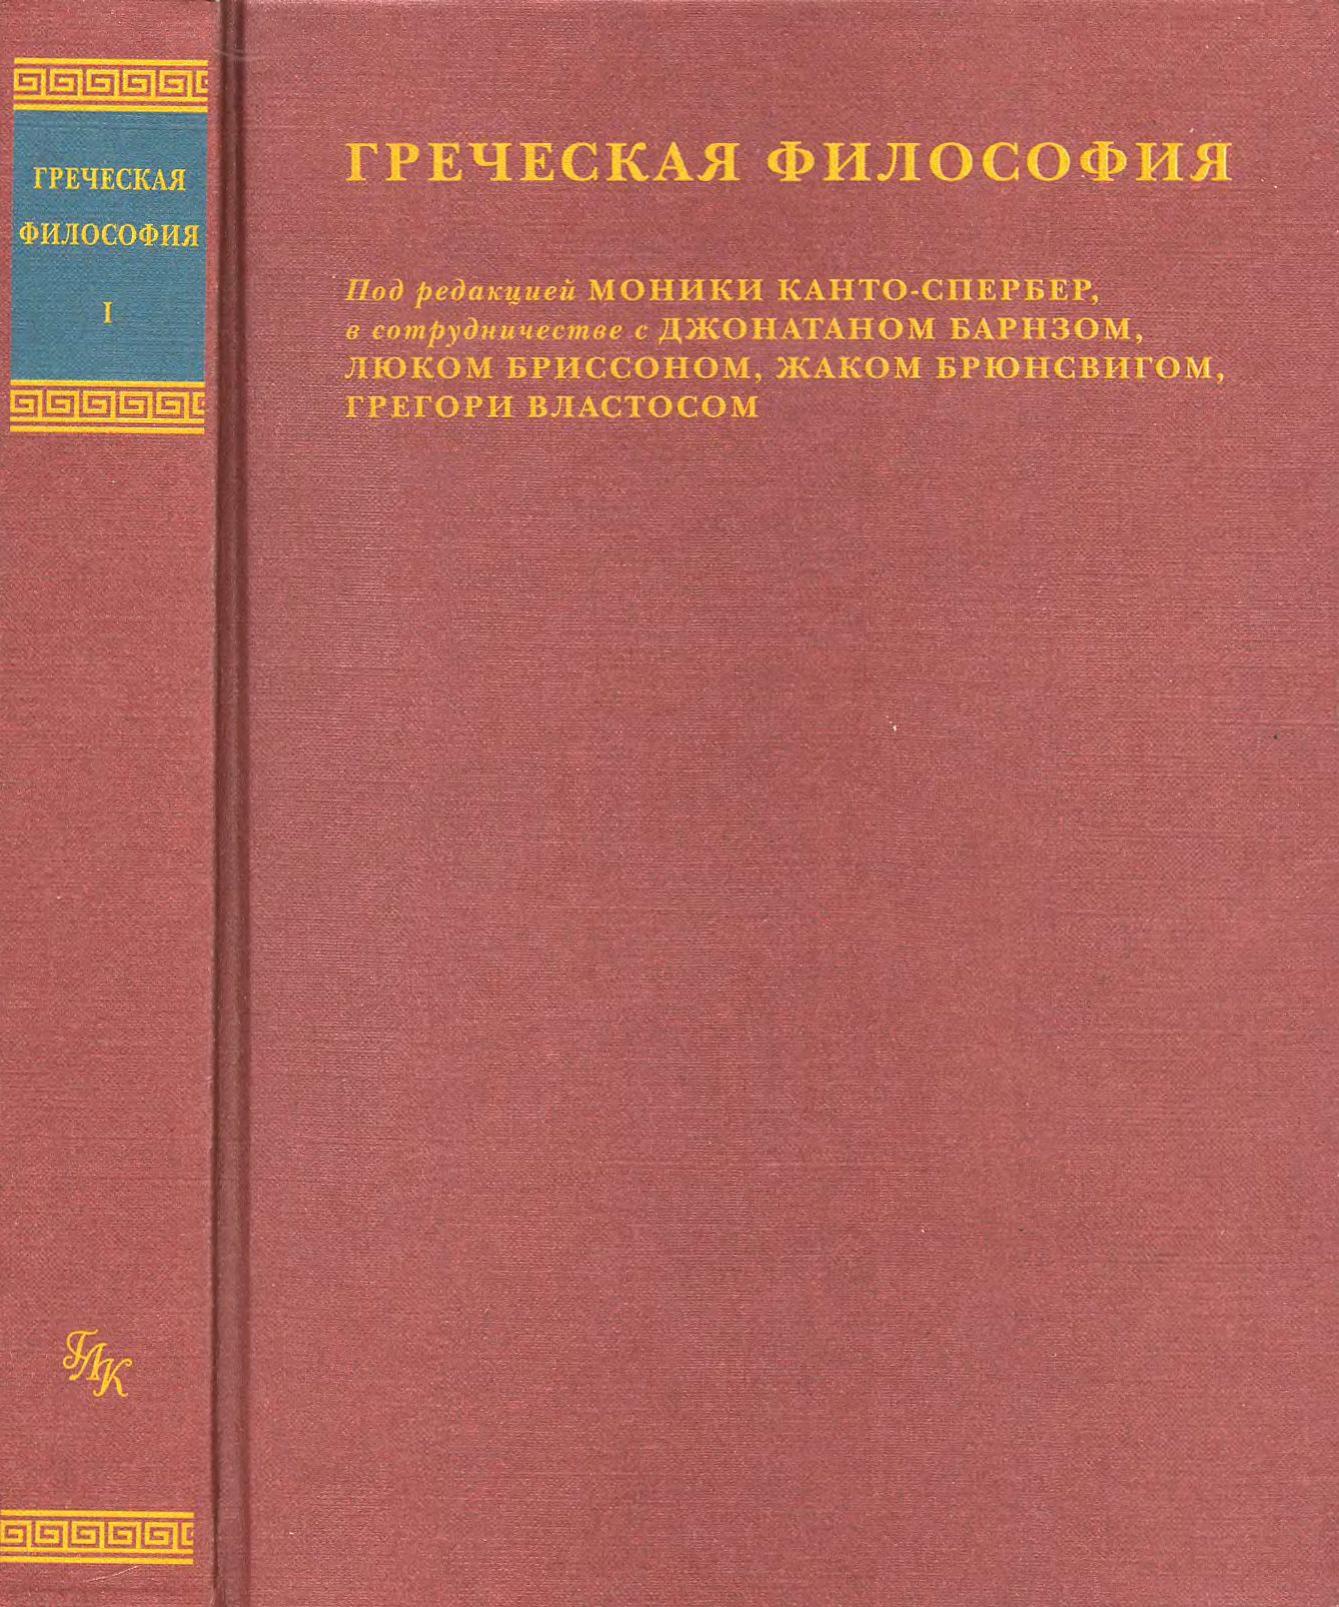 ГРЕЧЕСКАЯ
ФИЛОСОФИЯ
I
ГЛК
ГРЕЧЕСКАЯ ФИЛОСОФИЯ
Под редакцией МОНИКИ КАНТО-СПЕРБЕР,
в сотрудничестве с ДЖОНАТАНОМ БАРНЗОМ,
ЛЮКОМ БРИССОНОМ, ЖАКОМ БРЮНСВИГОМ,
ГРЕГОРИ ВЛАСТОСОМ